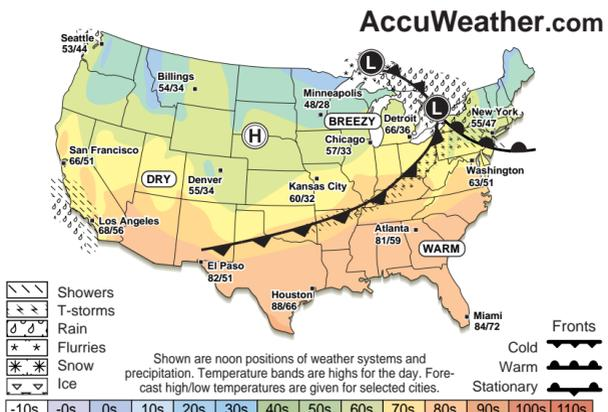 AccuWeather.com
Seattle
53/44
L
Billings
54/34
Minneapolis
48/28
L
BREEZY
Detroit
66/36
New York
55/47
H
Chicago
57/33
San Francisco
66/51
DRY
Denver
55/34
Kansas City
60/32
Washington
63/51
Los Angeles
68/56
Atlanta
81/59
WARM
El Paso
82/51
Houston
88/66
Miami
84/72
Showers
T-storms
Rain
Flurries
Snow
Ice
Shown are noon positions of weather systems and
precipitation. Temperature bands are highs for the day. Fore-
cast high/low temperatures are given for selected cities.
Fronts
Cold
Warm
Stationary
-10s -0s 0s 10s 20s 30s 40s 50s 60s 70s 80s 90s 100s 110s